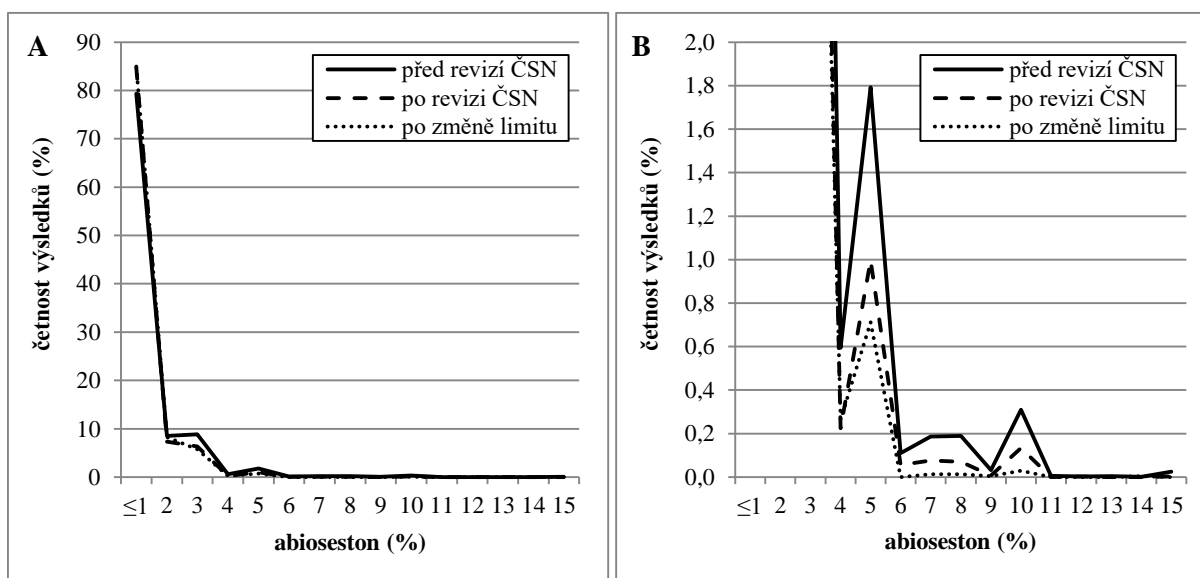 A
četnost výsledků (%)
90
80
70
60
50
40
30
20
10
0
před revizí ČSN
po revizi ČSN
po změně limitu
≤1 2 3 4 5 6 7 8 9 10 11 12 13 14 15
abioseston (%)
B
četnost výsledků (%)
2,0
1,8
1,6
1,4
1,2
1,0
0,8
0,6
0,4
0,2
0,0
před revizí ČSN
po revizi ČSN
po změně limitu
≤1 2 3 4 5 6 7 8 9 10 11 12 13 14 15
abioseston (%)